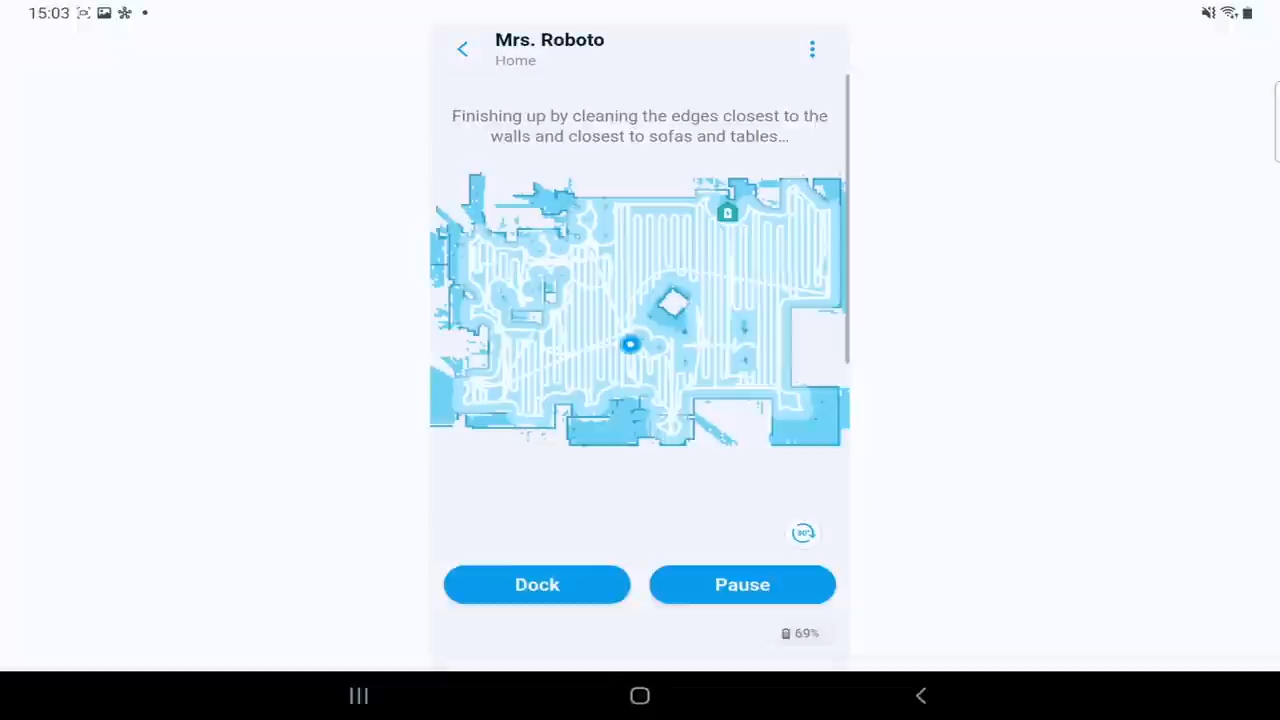 15:03
Mrs. Roboto
Home
Finishing up by cleaning the edges closest to the
walls and closest to sofas and tables...
90°
Dock
Pause
69%